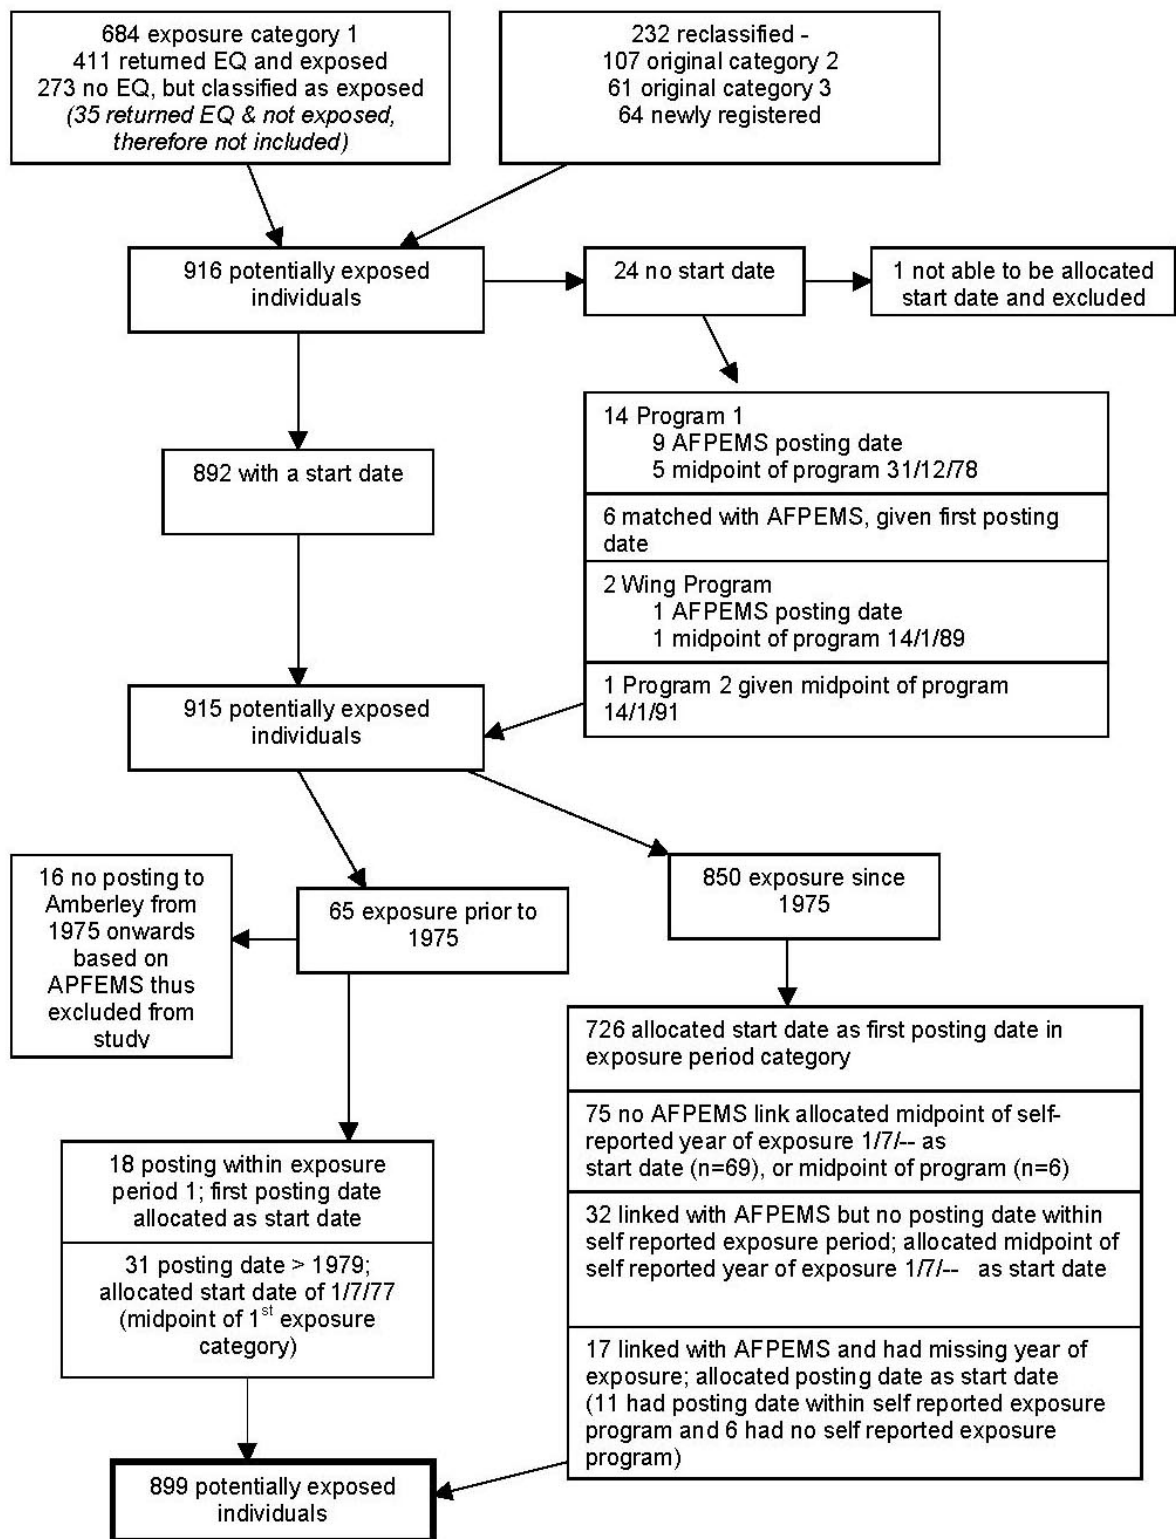 684 exposure category 1
411 returned EQ and exposed
273 no EQ, but classified as exposed
(35 returned EQ & not exposed,
therefore not included)
232 reclassified -
107 original category 2
61 original category 3
64 newly registered
916 potentially exposed
individuals
24 no start date
1 not able to be allocated
start date and excluded
892 with a start date
14 Program 1
9 AFPEMS posting date
5 midpoint of program 31/12/78
6 matched with AFPEMS, given first posting
date
2 Wing Program
1 AFPEMS posting date
1 midpoint of program 14/1/89
1 Program 2 given midpoint of program
14/1/91
915 potentially exposed
individuals
16 no posting to
Amberley from
1975 onwards
based on
APFEMS thus
excluded from
study
65 exposure prior to
1975
850 exposure since
1975
18 posting within exposure
period 1; first posting date
allocated as start date
31 posting date > 1979;
allocated start date of 1/7/77
(midpoint of 1st exposure
category)
726 allocated start date as first posting date in
exposure period category
75 no AFPEMS link allocated midpoint of self-
reported year of exposure 1/7/-- as
start date (n=69), or midpoint of program (n=6)
32 linked with AFPEMS but no posting date within
self reported exposure period; allocated midpoint of
self reported year of exposure 1/7/-- as start date
17 linked with AFPEMS and had missing year of
exposure; allocated posting date as start date
(11 had posting date within self reported exposure
program and 6 had no self reported exposure
program)
899 potentially exposed
individuals